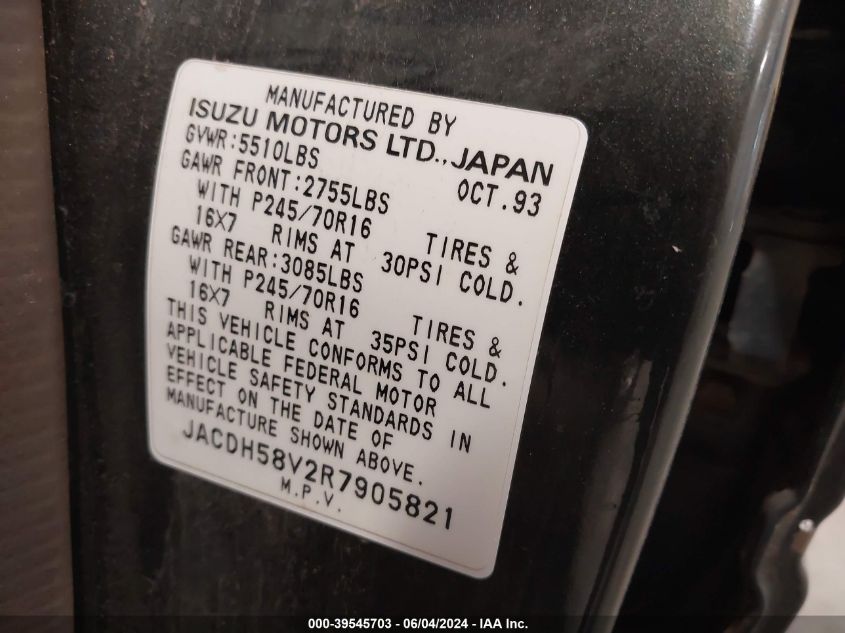 MANUFACTURED BY
ISUZU MOTORS LTD., JAPAN
GVWR:5510LBS OCT.93
GAWR FRONT:2755LBS
WITH P245/70R16 TIRES &
16X7 RIMS AT 30PSI COLD.
GAWR REAR:3085LBS
WITH P245/70R16 TIRES &
16X7 RIMS AT 35PSI COLD.
THIS VEHICLE CONFORMS TO ALL
APPLICABLE FEDERAL MOTOR
VEHICLE SAFETY STANDARDS IN
EFFECT ON THE DATE OF
MANUFACTURE SHOWN ABOVE.
JACDH58V2R7905821
M.P.V.
000-39545703 - 06/04/2024 - IAA Inc.